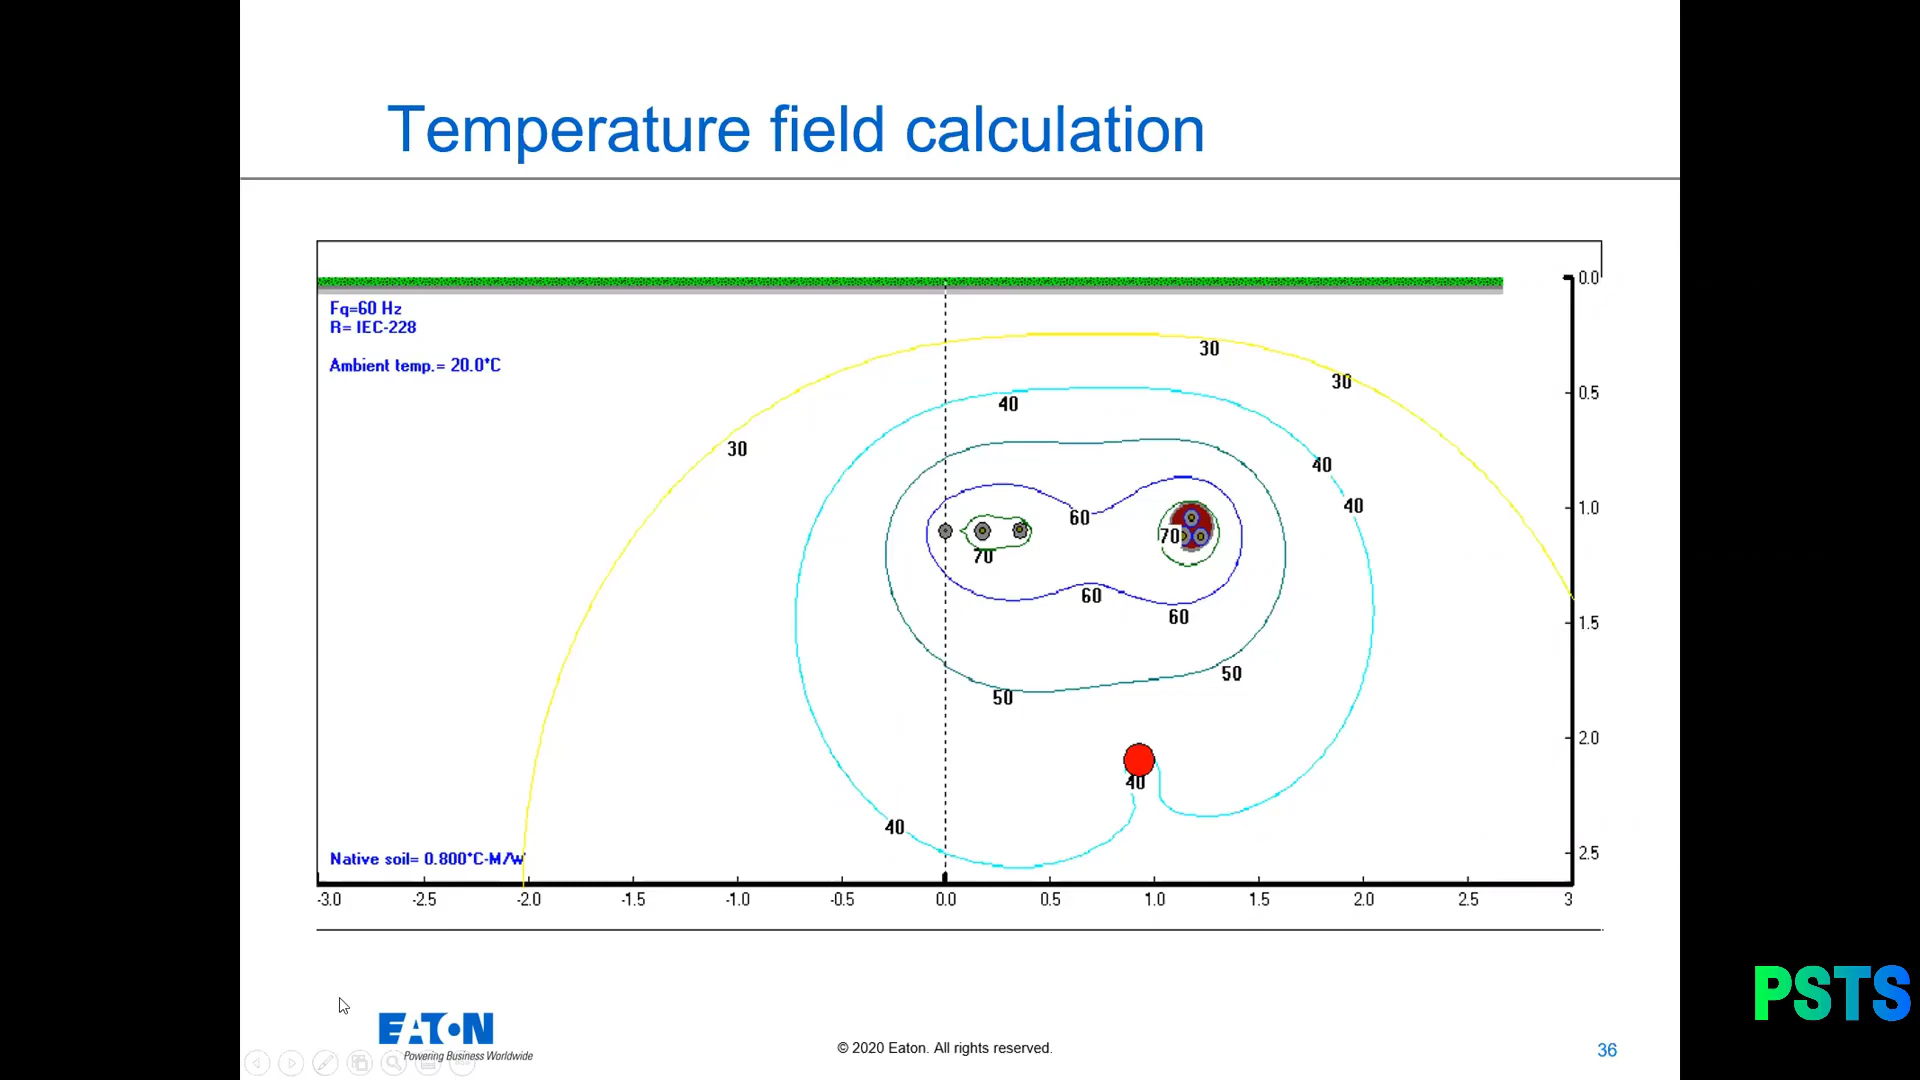 Temperature field calculation
0.0
Fq=60 Hz
R= IEC-228
30
Ambient temp.= 20.0°C
30
0.5
40
30
40
40
1.0
60
70
70
60
60
1.5
50
50
2.0
40
40
2.5
Native soil= 0.800°C-M/W
-3.0 -2.5 -2.0 -1.5 -1.0 -0.5 0.0 0.5 1.0 1.5 2.0 2.5 3
PSTS
EATON
Powering Business Worldwide
© 2020 Eaton. All rights reserved.
36